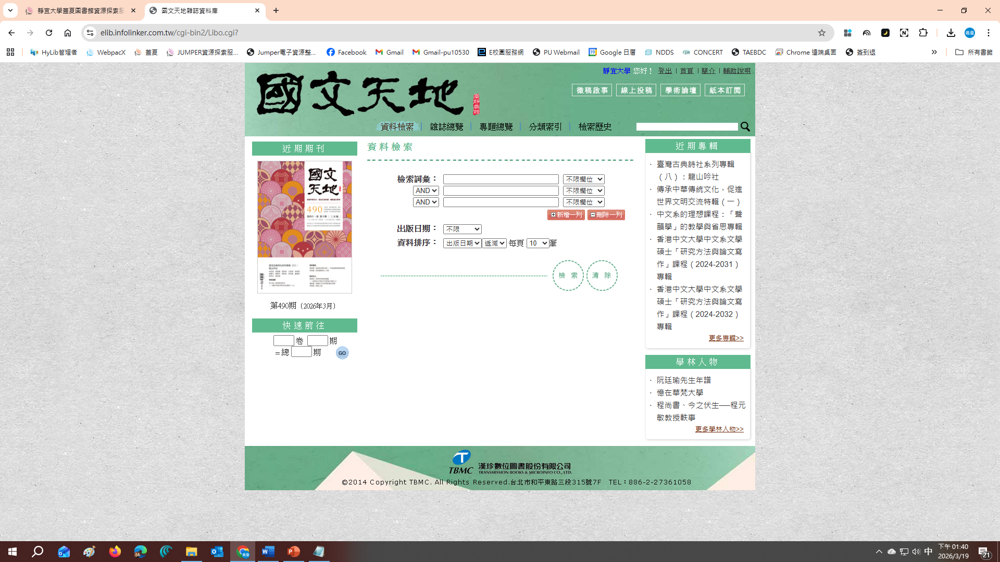 靜宜大學蓋夏圖書館資源探索服
國文天地雜誌資料庫
elib.infolinker.com.tw/cgi-bin2/Libo.cgi?
HyLib管理者
WebpacX
蓋夏
JUMPER資源探索服...
Jumper電子資源整...
Facebook
Gmail
Gmail-pu10530
E校園服務網
PU Webmail
Google 日曆
NDDS
CONCERT
TAEBDC
Chrome 遠端桌面
簽到退
所有書籤
國文天地
臺靜農題
靜宜大學 您好！ 登出 | 首頁 | 簡介 | 輔助說明
徵稿啟事 線上投稿 學術論壇 紙本訂閱
資料檢索 | 雜誌總覽 | 專題總覽 | 分類索引 | 檢索歷史
近期期刊
國文
天地
490
第490期〔2026年3月〕
快速前往
卷 期
=總 期 GO
資料檢索
檢索詞彙： 不限欄位
AND 不限欄位
AND 不限欄位
新增一列 刪除一列
出版日期： 不限
資料排序： 出版日期 遞減 每頁 10 筆
檢 索 清 除
近期專輯
· 臺灣古典詩社系列專輯
（八）：龍山吟社
· 傳承中華傳統文化，促進
世界文明交流特輯（一）
· 中文系的理想課程：「聲
韻學」的教學與省思專輯
· 香港中文大學中文系文學
碩士「研究方法與論文寫
作」課程（2024-2031）
專輯
· 香港中文大學中文系文學
碩士「研究方法與論文寫
作」課程（2024-2032）
專輯
更多專輯>>
學林人物
· 阮廷瑜先生年譜
· 憶在華梵大學
· 程尚書、今之伏生──程元
敏教授軼事
更多學林人物>>
TBMC 漢珍數位圖書股份有限公司
TRANSMISSION BOOKS & MICROINFO CO., LTD.
©2014 Copyright TBMC. All Rights Reserved.台北市和平東路三段315號7F TEL：886-2-27361058
中
下午 01:40
2026/3/19
21